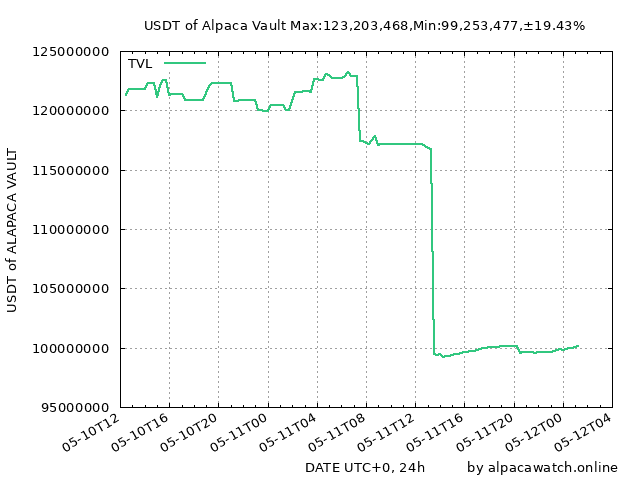 USDT of Alpaca Vault Max:123,203,468,Min:99,253,477,±19.43%
TVL
125000000
120000000
115000000
110000000
105000000
100000000
95000000
USDT of ALAPACA VAULT
05-10T12
05-10T16
05-10T20
05-11T00
05-11T04
05-11T08
05-11T12
05-11T16
05-11T20
05-12T00
05-12T04
DATE UTC+0, 24h
by alpacawatch.online